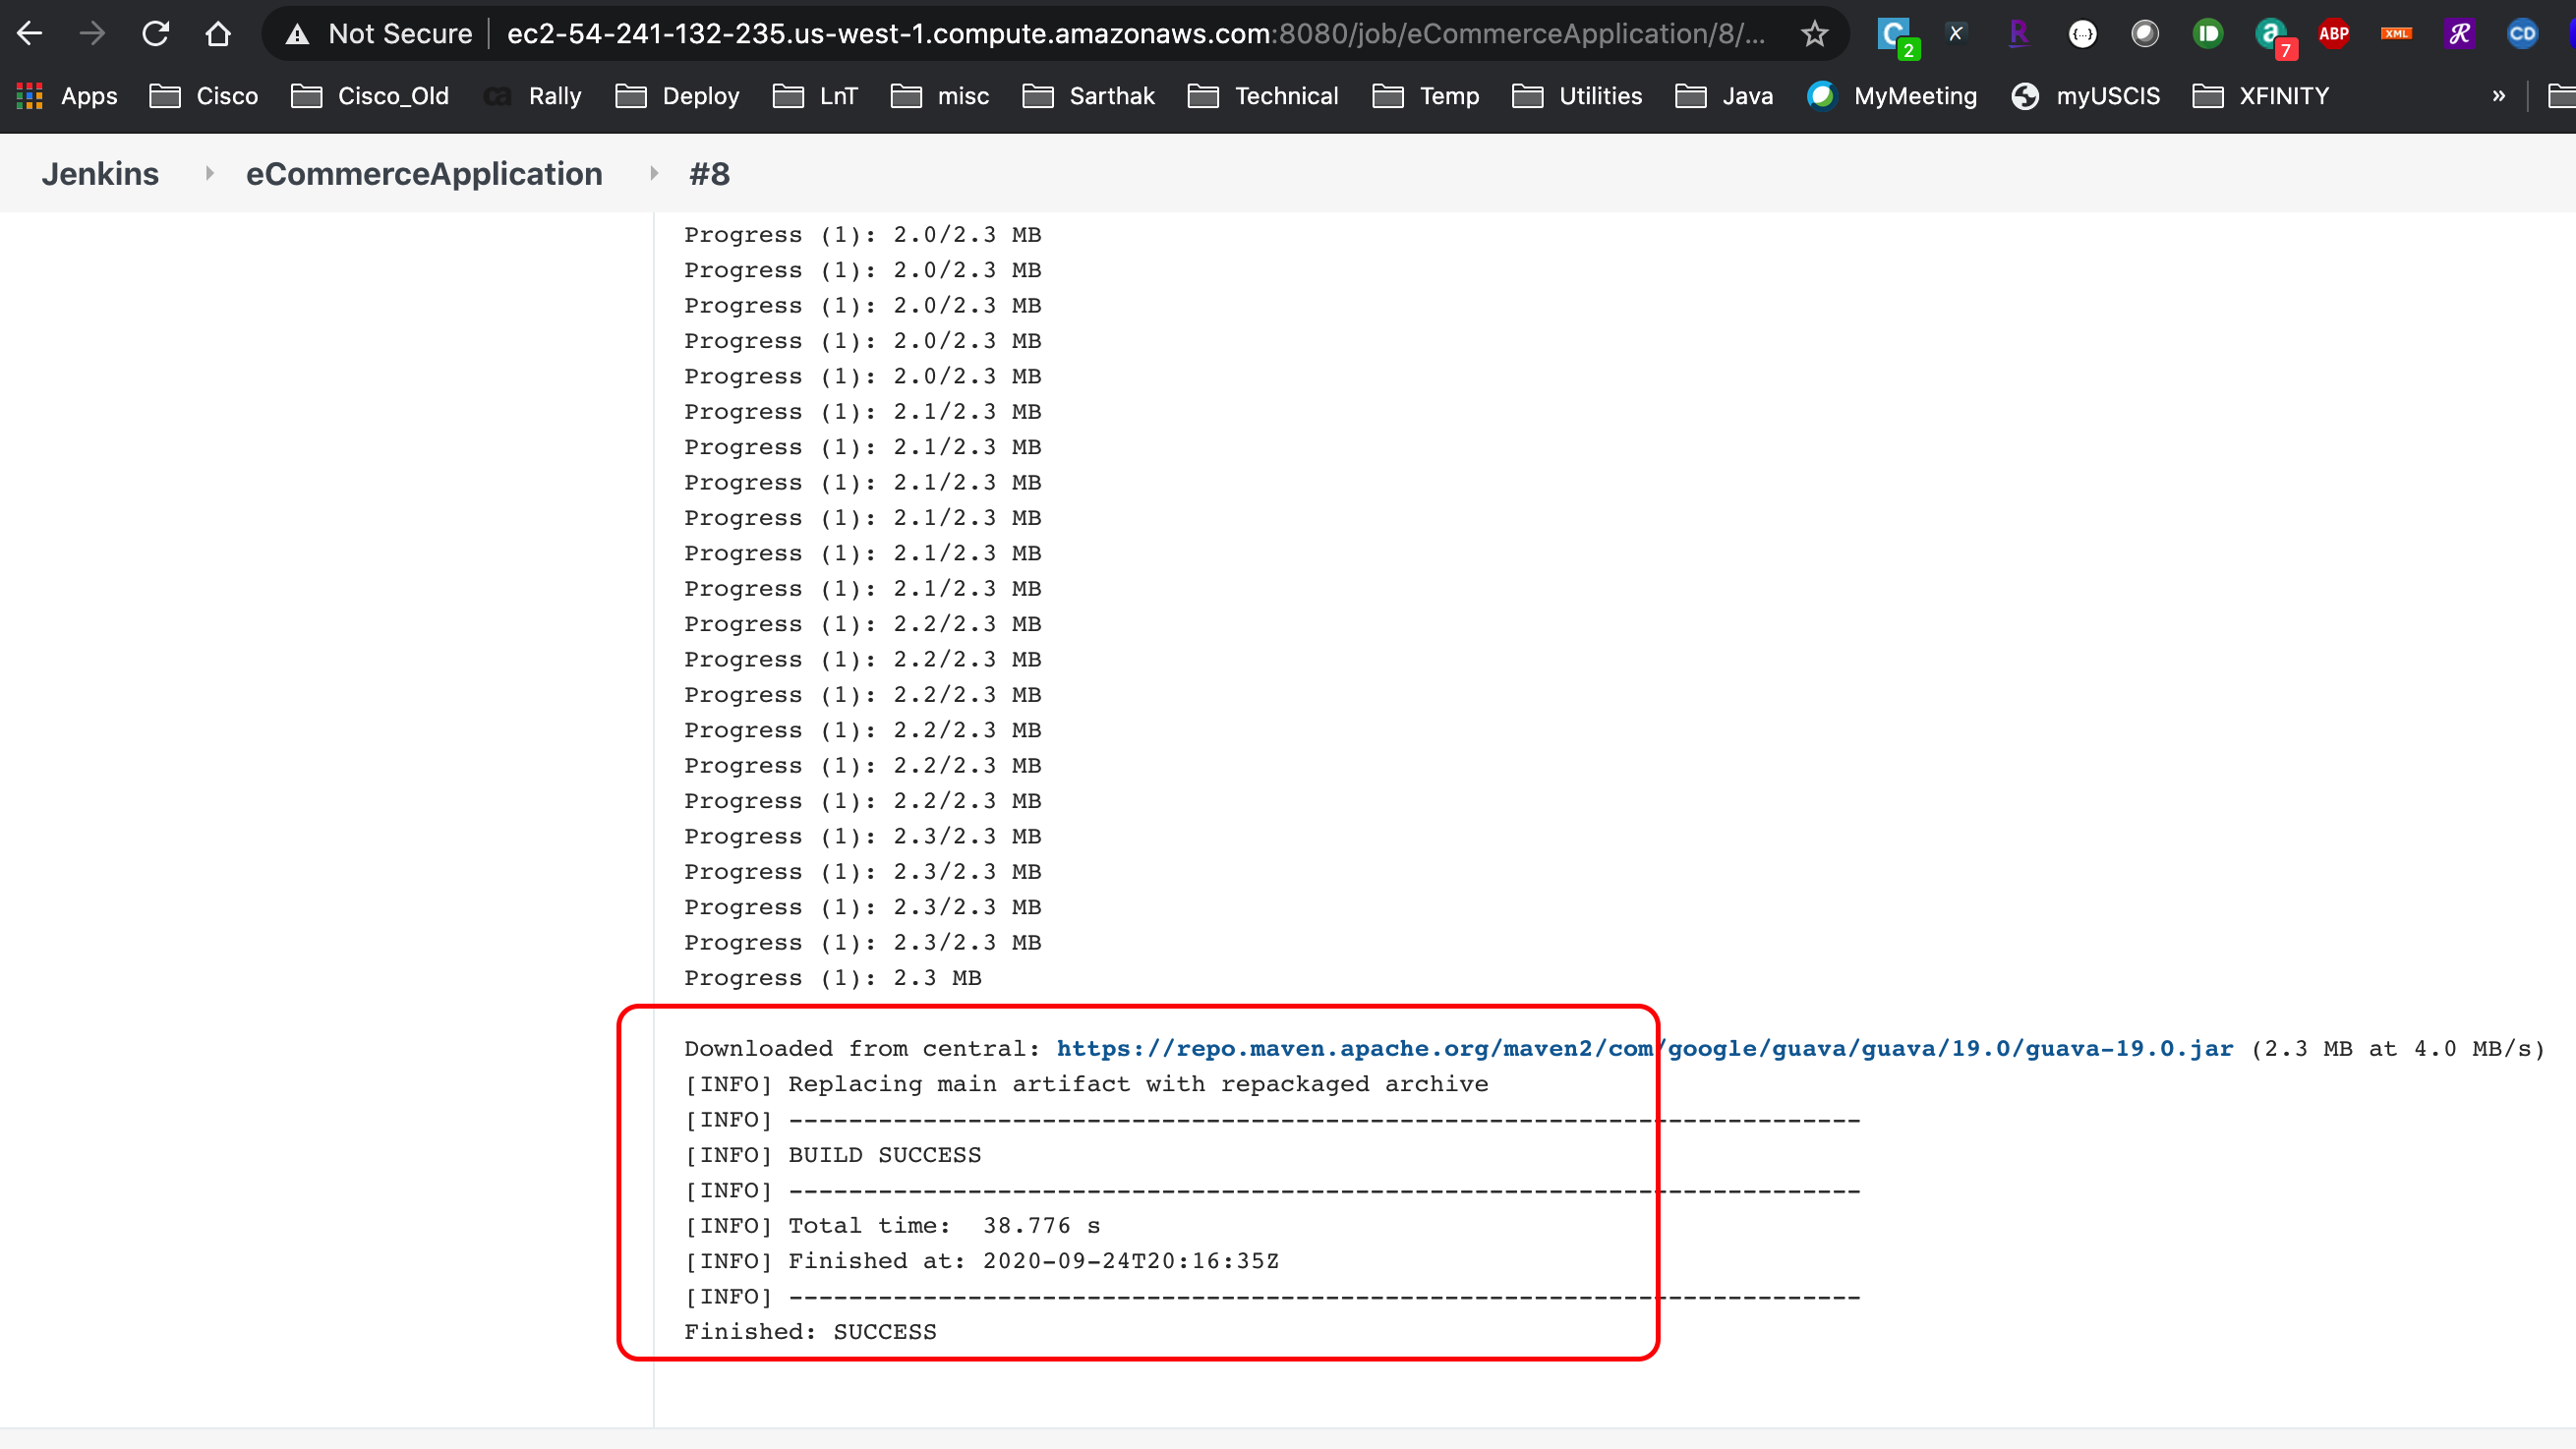 Not Secure | ec2-54-241-132-235.us-west-1.compute.amazonaws.com:8080/job/eCommerceApplication/8/...
C 2 X R {...} ID a 7 ABP XML R CD
Apps Cisco Cisco_Old ca Rally Deploy LnT misc Sarthak Technical Temp Utilities Java MyMeeting myUSCIS XFINITY »
Jenkins eCommerceApplication #8
Progress (1): 2.0/2.3 MB
Progress (1): 2.0/2.3 MB
Progress (1): 2.0/2.3 MB
Progress (1): 2.0/2.3 MB
Progress (1): 2.0/2.3 MB
Progress (1): 2.1/2.3 MB
Progress (1): 2.1/2.3 MB
Progress (1): 2.1/2.3 MB
Progress (1): 2.1/2.3 MB
Progress (1): 2.1/2.3 MB
Progress (1): 2.1/2.3 MB
Progress (1): 2.2/2.3 MB
Progress (1): 2.2/2.3 MB
Progress (1): 2.2/2.3 MB
Progress (1): 2.2/2.3 MB
Progress (1): 2.2/2.3 MB
Progress (1): 2.2/2.3 MB
Progress (1): 2.3/2.3 MB
Progress (1): 2.3/2.3 MB
Progress (1): 2.3/2.3 MB
Progress (1): 2.3/2.3 MB
Progress (1): 2.3 MB
Downloaded from central: https://repo.maven.apache.org/maven2/com/google/guava/guava/19.0/guava-19.0.jar (2.3 MB at 4.0 MB/s)
[INFO] Replacing main artifact with repackaged archive
[INFO] ------------------------------------------------------------------------
[INFO] BUILD SUCCESS
[INFO] ------------------------------------------------------------------------
[INFO] Total time:  38.776 s
[INFO] Finished at: 2020-09-24T20:16:35Z
[INFO] ------------------------------------------------------------------------
Finished: SUCCESS